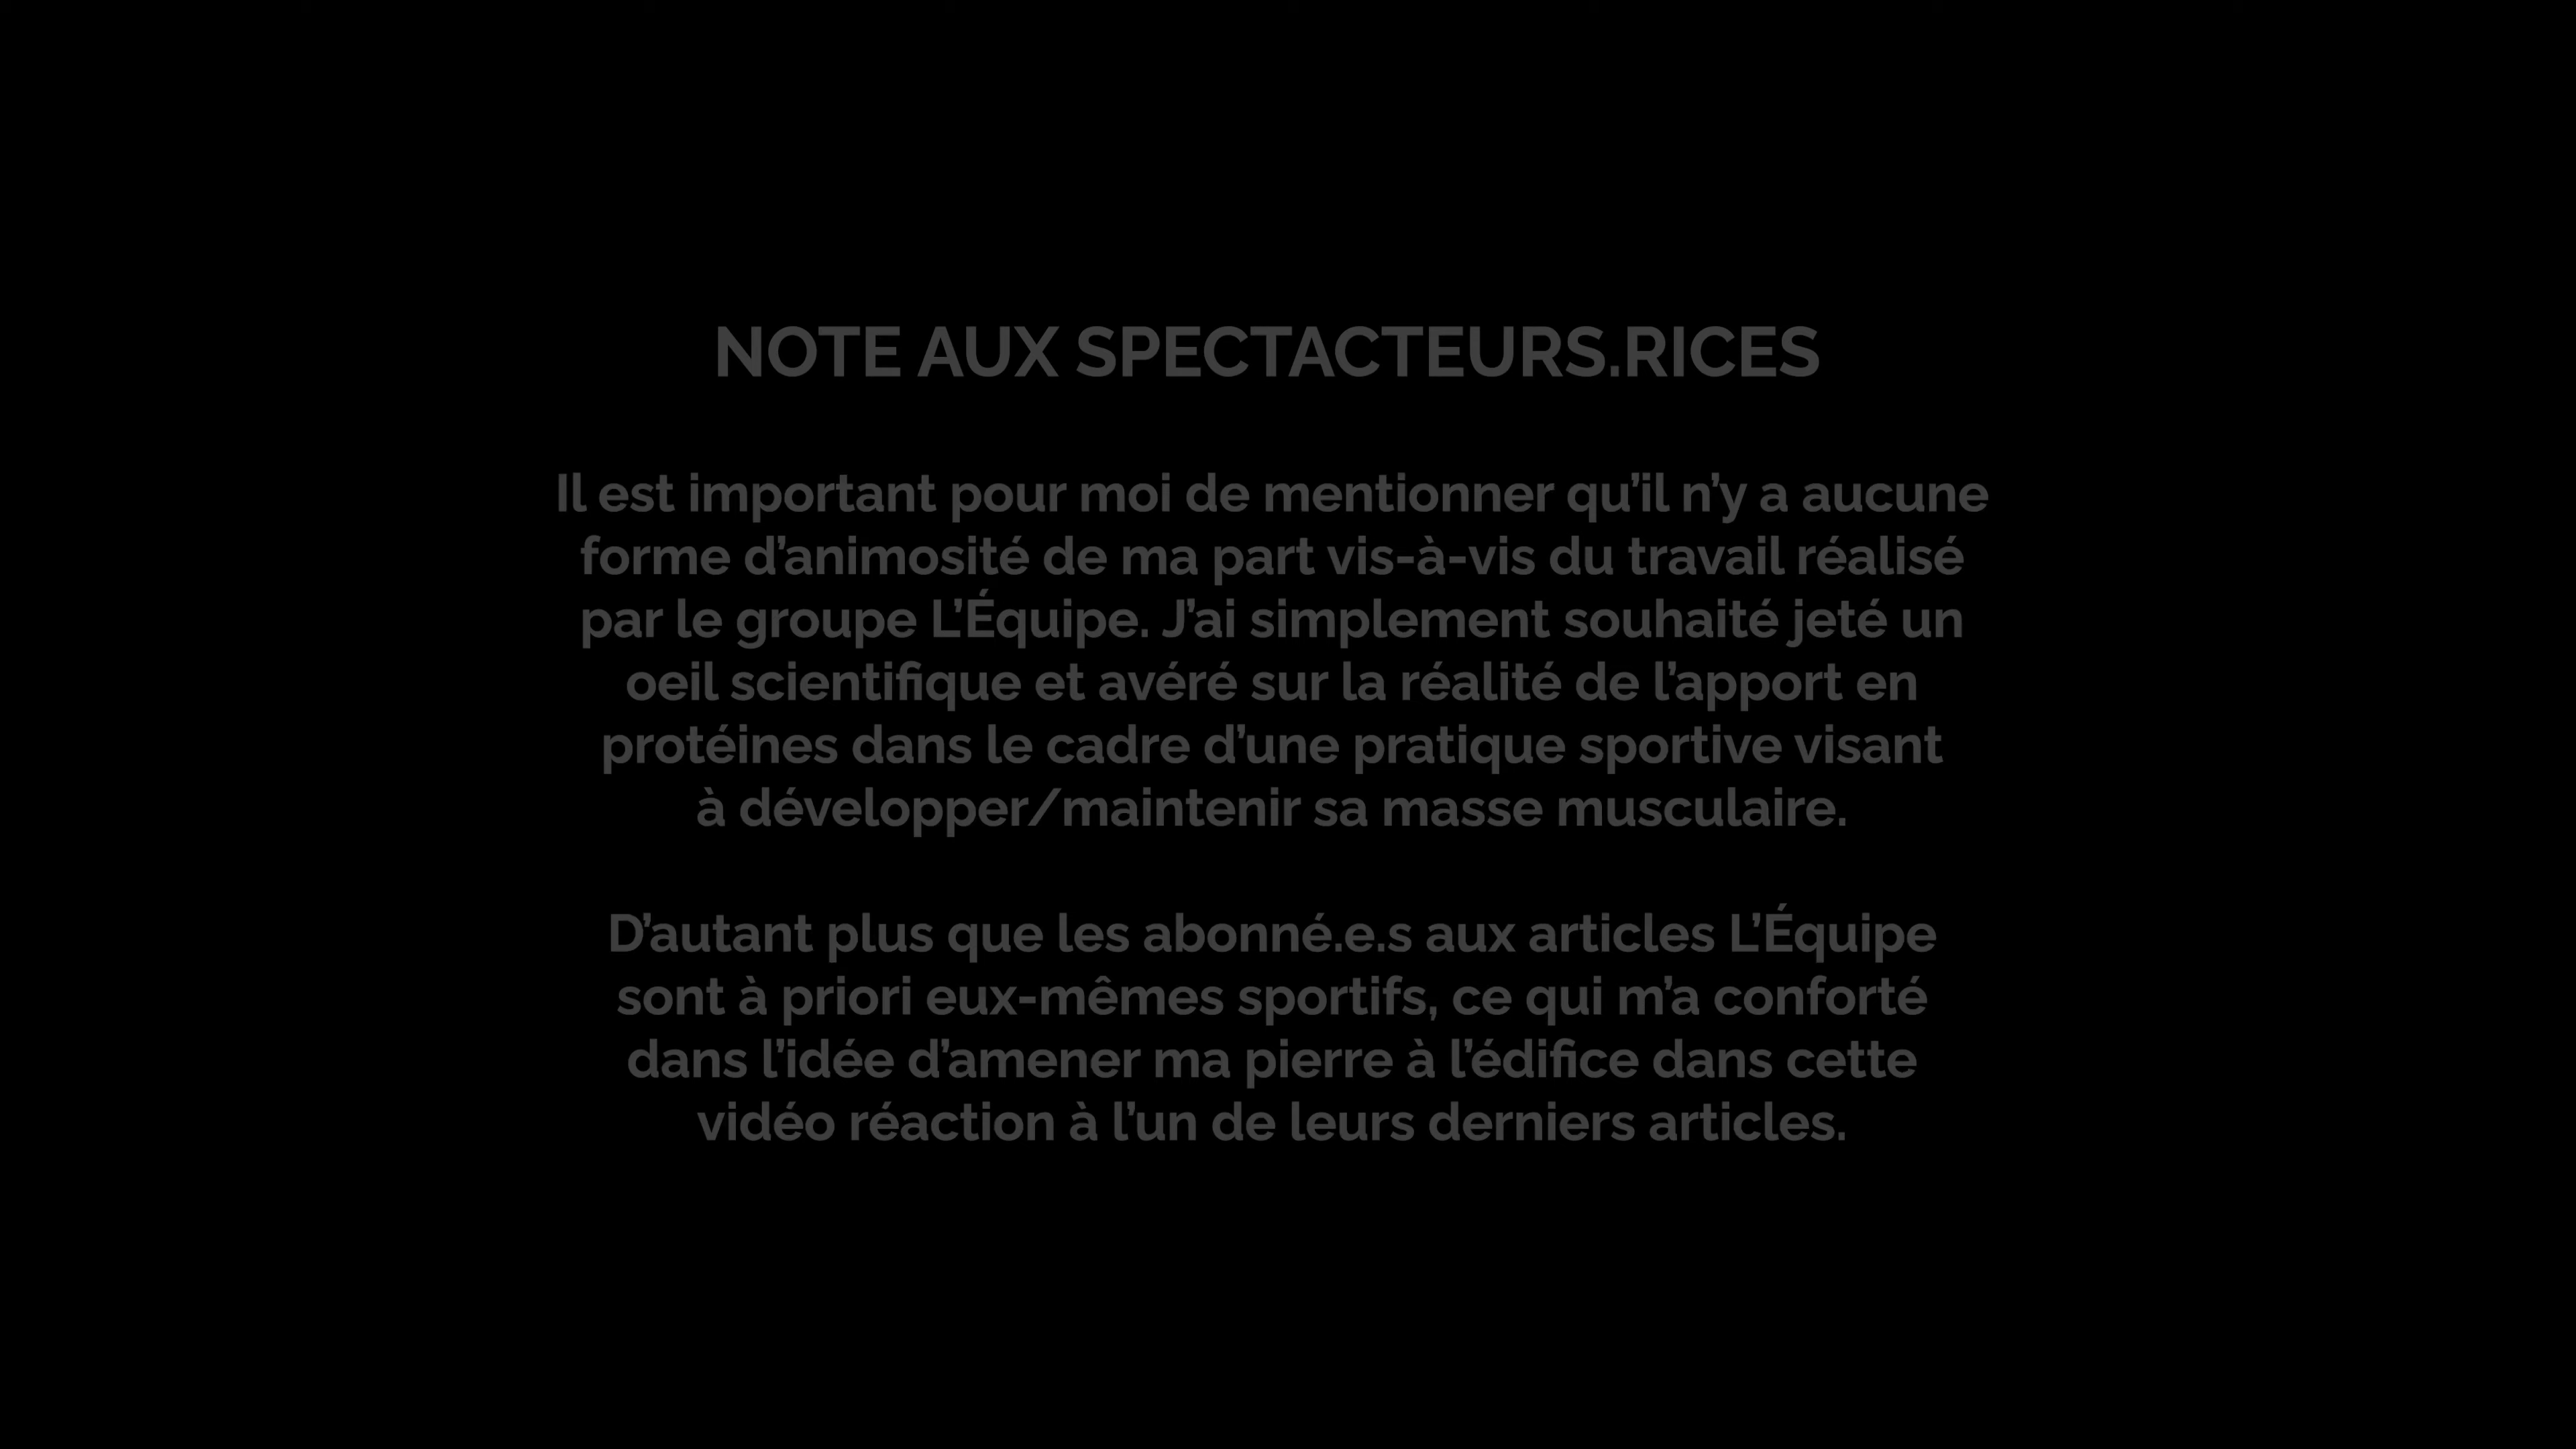 NOTE AUX SPECTACTEURS.RICES
Il est important pour moi de mentionner qu’il n’y a aucune
forme d’animosité de ma part vis-à-vis du travail réalisé
par le groupe L’Équipe. J’ai simplement souhaité jeté un
oeil scientifique et avéré sur la réalité de l’apport en
protéines dans le cadre d’une pratique sportive visant
à développer/maintenir sa masse musculaire.
D’autant plus que les abonné.e.s aux articles L’Équipe
sont à priori eux-mêmes sportifs, ce qui m’a conforté
dans l’idée d’amener ma pierre à l’édifice dans cette
vidéo réaction à l’un de leurs derniers articles.